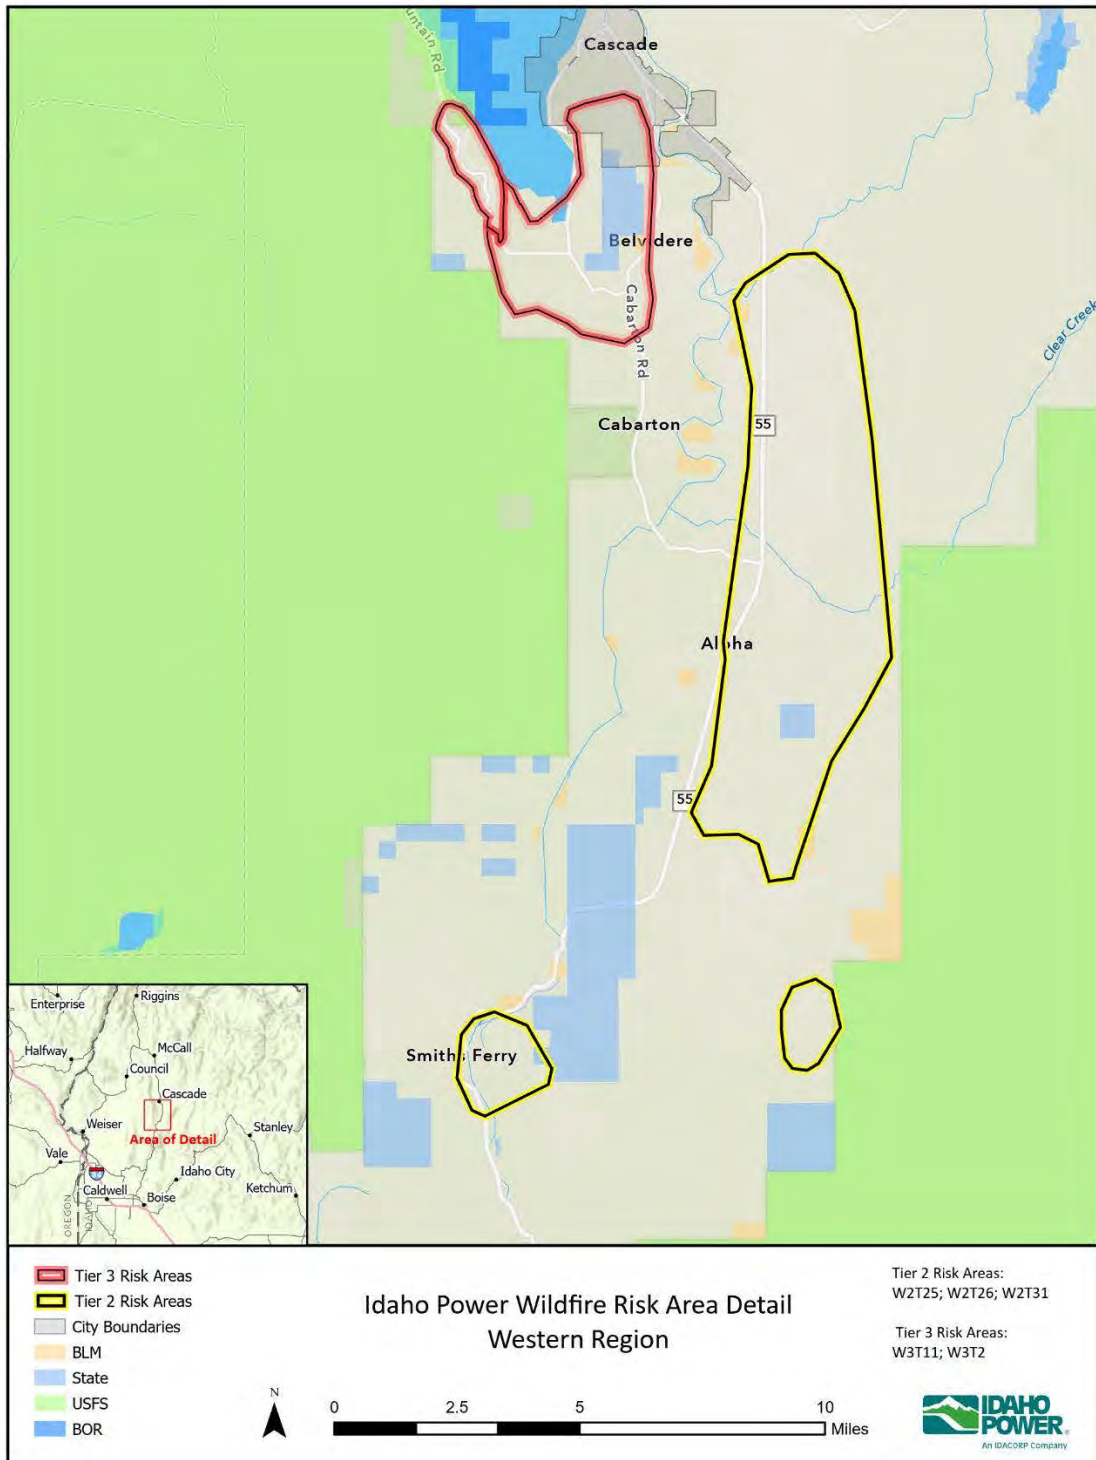 Cascade
untain Rd
Belvidere
Cabarton Rd
Clear Creek
Cabarton
55
Alpha
55
Smiths Ferry
Enterprise
Riggins
Halfway
McCall
Council
Cascade
Weiser
Area of Detail
Stanley
Vale
Idaho City
Caldwell
Boise
Ketchum
OREGON
IDAHO
Tier 3 Risk Areas
Tier 2 Risk Areas
City Boundaries
BLM
State
USFS
BOR
Idaho Power Wildfire Risk Area Detail
Western Region
N
0 2.5 5 10
Miles
Tier 2 Risk Areas:
W2T25; W2T26; W2T31
Tier 3 Risk Areas:
W3T11; W3T2
IDAHO
POWER®
An IDACORP Company